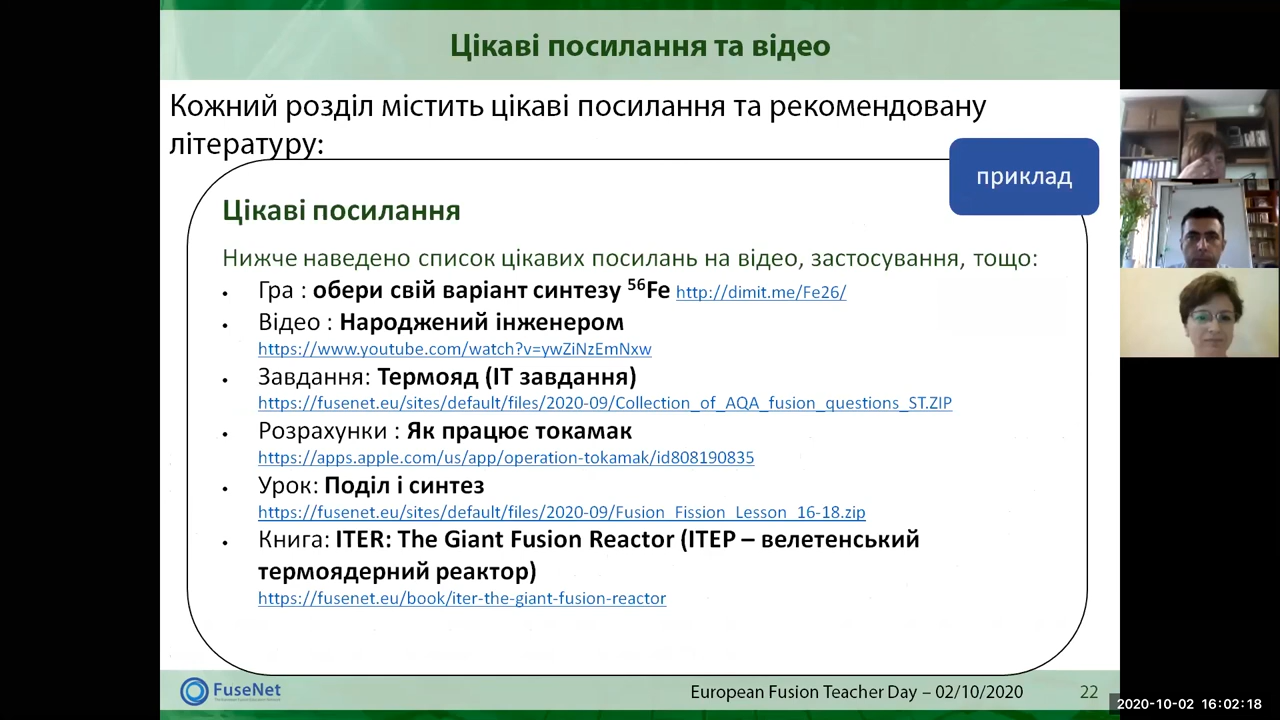 Цікаві посилання та відео
Кожний розділ містить цікаві посилання та рекомендовану
літературу:
приклад
Цікаві посилання
Нижче наведено список цікавих посилань на відео, застосування, тощо:
• Гра : обери свій варіант синтезу ⁵⁶Fe http://dimit.me/Fe26/
• Відео : Народжений інженером
https://www.youtube.com/watch?v=ywZiNzEmNxw
• Завдання: Термояд (ІТ завдання)
https://fusenet.eu/sites/default/files/2020-09/Collection_of_AQA_fusion_questions_ST.ZIP
• Розрахунки : Як працює токамак
https://apps.apple.com/us/app/operation-tokamak/id808190835
• Урок: Поділ і синтез
https://fusenet.eu/sites/default/files/2020-09/Fusion_Fission_Lesson_16-18.zip
• Книга: ITER: The Giant Fusion Reactor (ІТЕР – велетенський
термоядерний реактор)
https://fusenet.eu/book/iter-the-giant-fusion-reactor
FuseNet
European Fusion Teacher Day – 02/10/2020
22
2020-10-02 16:02:18